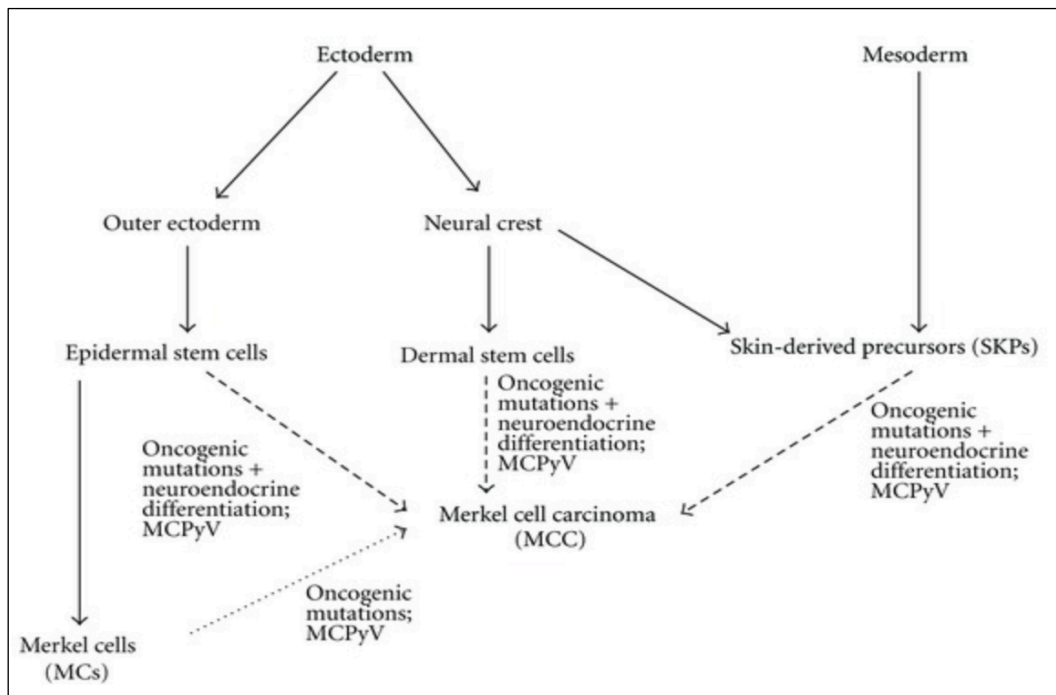 Ectoderm
Mesoderm
Outer ectoderm
Neural crest
Epidermal stem cells
Dermal stem cells
Skin-derived precursors (SKPs)
Oncogenic
mutations +
neuroendocrine
differentiation;
MCPyV
Oncogenic
mutations +
neuroendocrine
differentiation;
MCPyV
Oncogenic
mutations +
neuroendocrine
differentiation;
MCPyV
Merkel cell carcinoma
(MCC)
Oncogenic
mutations;
MCPyV
Merkel cells
(MCs)